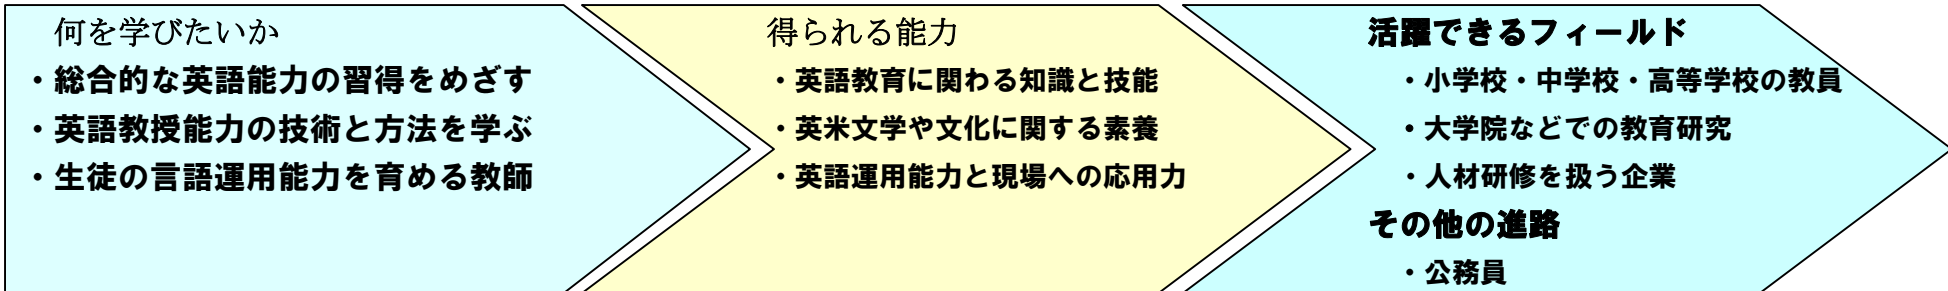 何を学びたいか
・総合的な英語能力の習得をめざす
・英語教授能力の技術と方法を学ぶ
・生徒の言語運用能力を育める教師
得られる能力
・英語教育に関わる知識と技能
・英米文学や文化に関する素養
・英語運用能力と現場への応用力
活躍できるフィールド
・小学校・中学校・高等学校の教員
・大学院などでの教育研究
・人材研修を扱う企業
その他の進路
・公務員